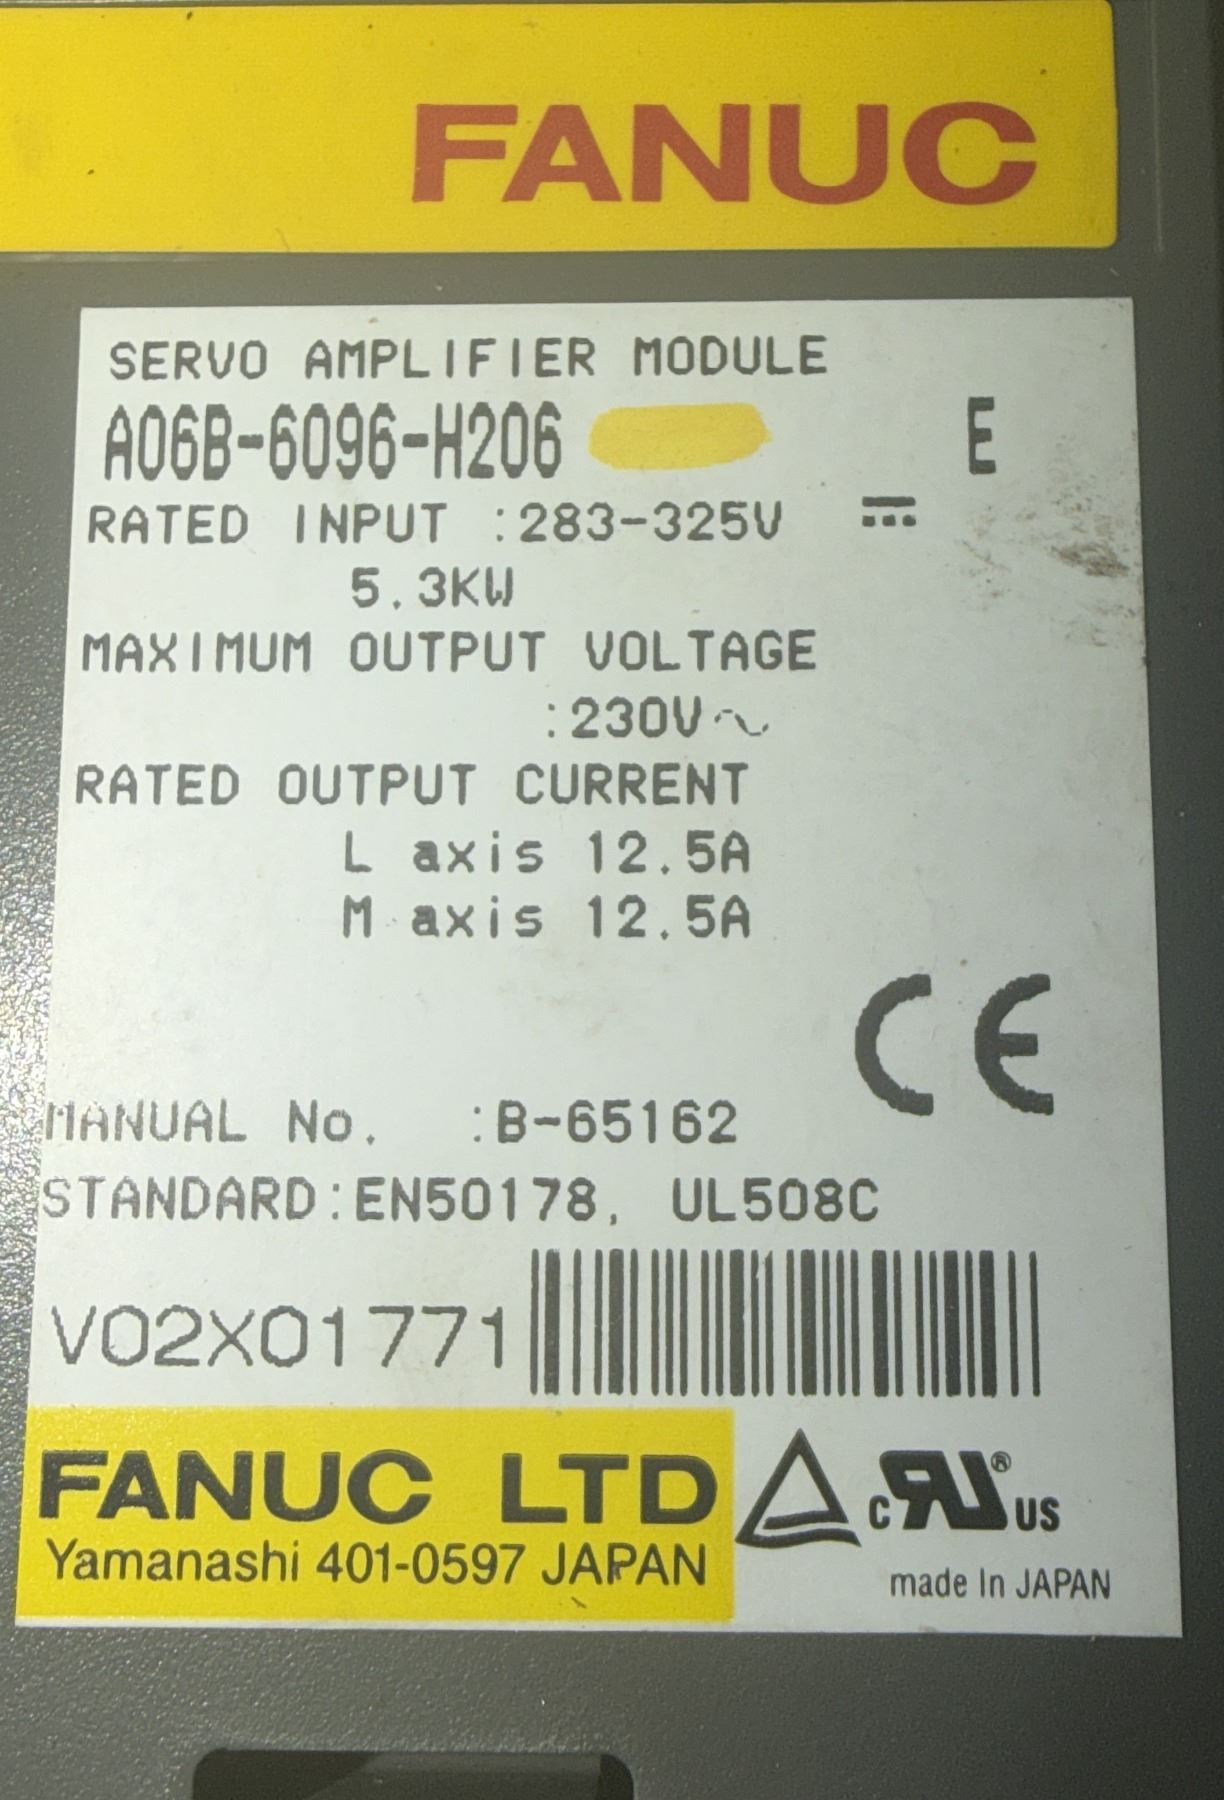 FANUC
SERVO AMPLIFIER MODULE
A06B-6096-H206 E
RATED INPUT :283-325V ⎓
5.3KW
MAXIMUM OUTPUT VOLTAGE
:230V~
RATED OUTPUT CURRENT
L axis 12.5A
M axis 12.5A
CE
MANUAL No. :B-65162
STANDARD:EN50178, UL508C
V02X01771
FANUC LTD
Yamanashi 401-0597 JAPAN
c RU ® US
made In JAPAN